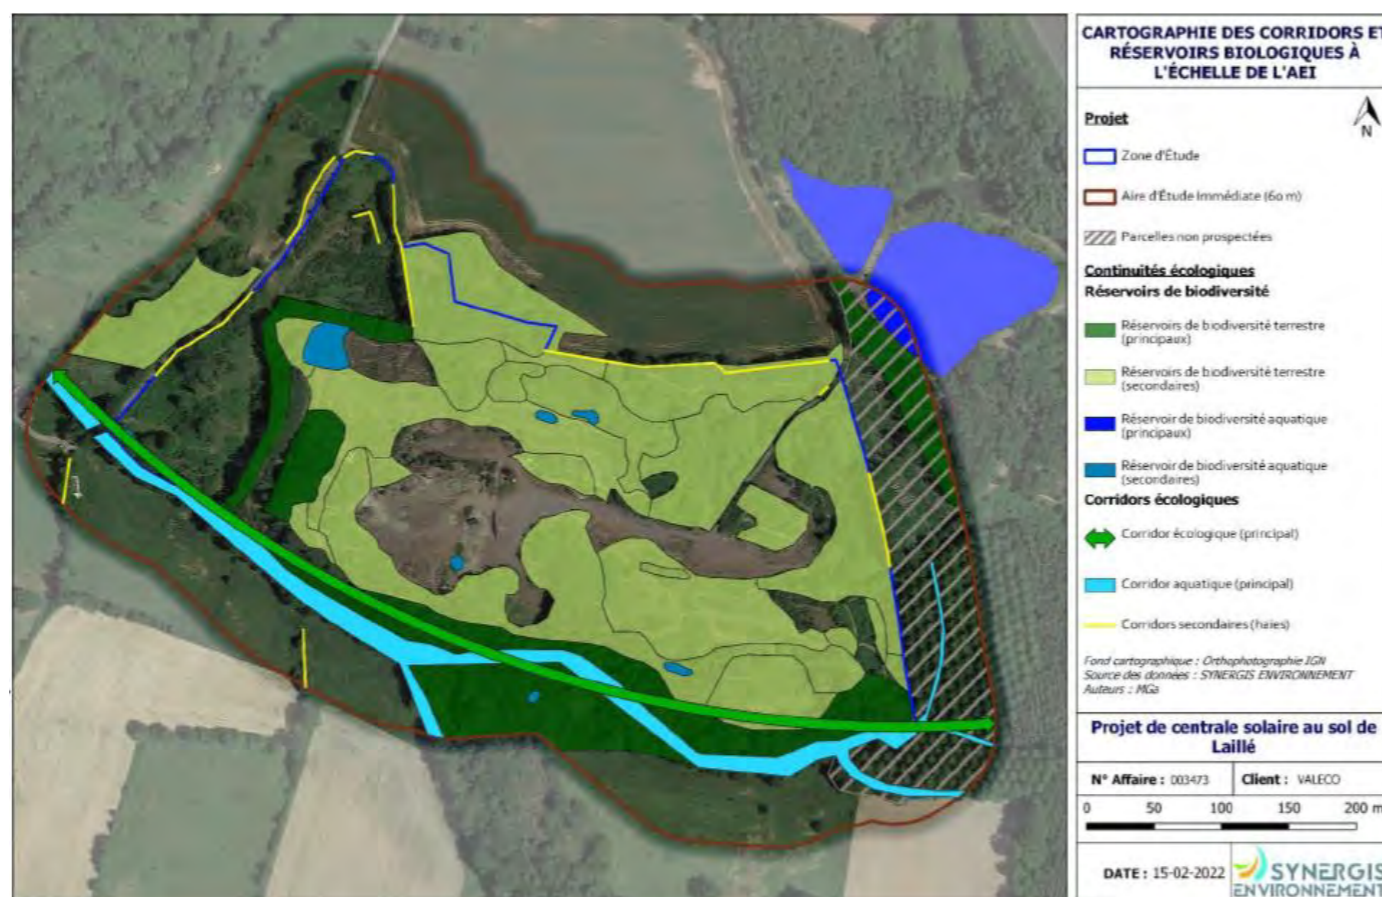 CARTOGRAPHIE DES CORRIDORS ET
RÉSERVOIRS BIOLOGIQUES À
L'ÉCHELLE DE L'AEI
Projet
N
Zone d'Étude
Aire d'Étude Immédiate (60 m)
Parcelles non prospectées
Continuités écologiques
Réservoirs de biodiversité
Réservoirs de biodiversité terrestre
(principaux)
Réservoirs de biodiversité terrestre
(secondaires)
Réservoir de biodiversité aquatique
(principaux)
Réservoir de biodiversité aquatique
(secondaires)
Corridors écologiques
Corridor écologique (principal)
Corridor aquatique (principal)
Corridors secondaires (haies)
Fond cartographique : Orthophotographie IGN
Source des données : SYNERGIS ENVIRONNEMENT
Auteurs : MGa
Projet de centrale solaire au sol de
Laillé
N° Affaire : 003473 Client : VALECO
0 50 100 150 200 m
DATE : 15-02-2022
SYNERGIS
ENVIRONNEMENT